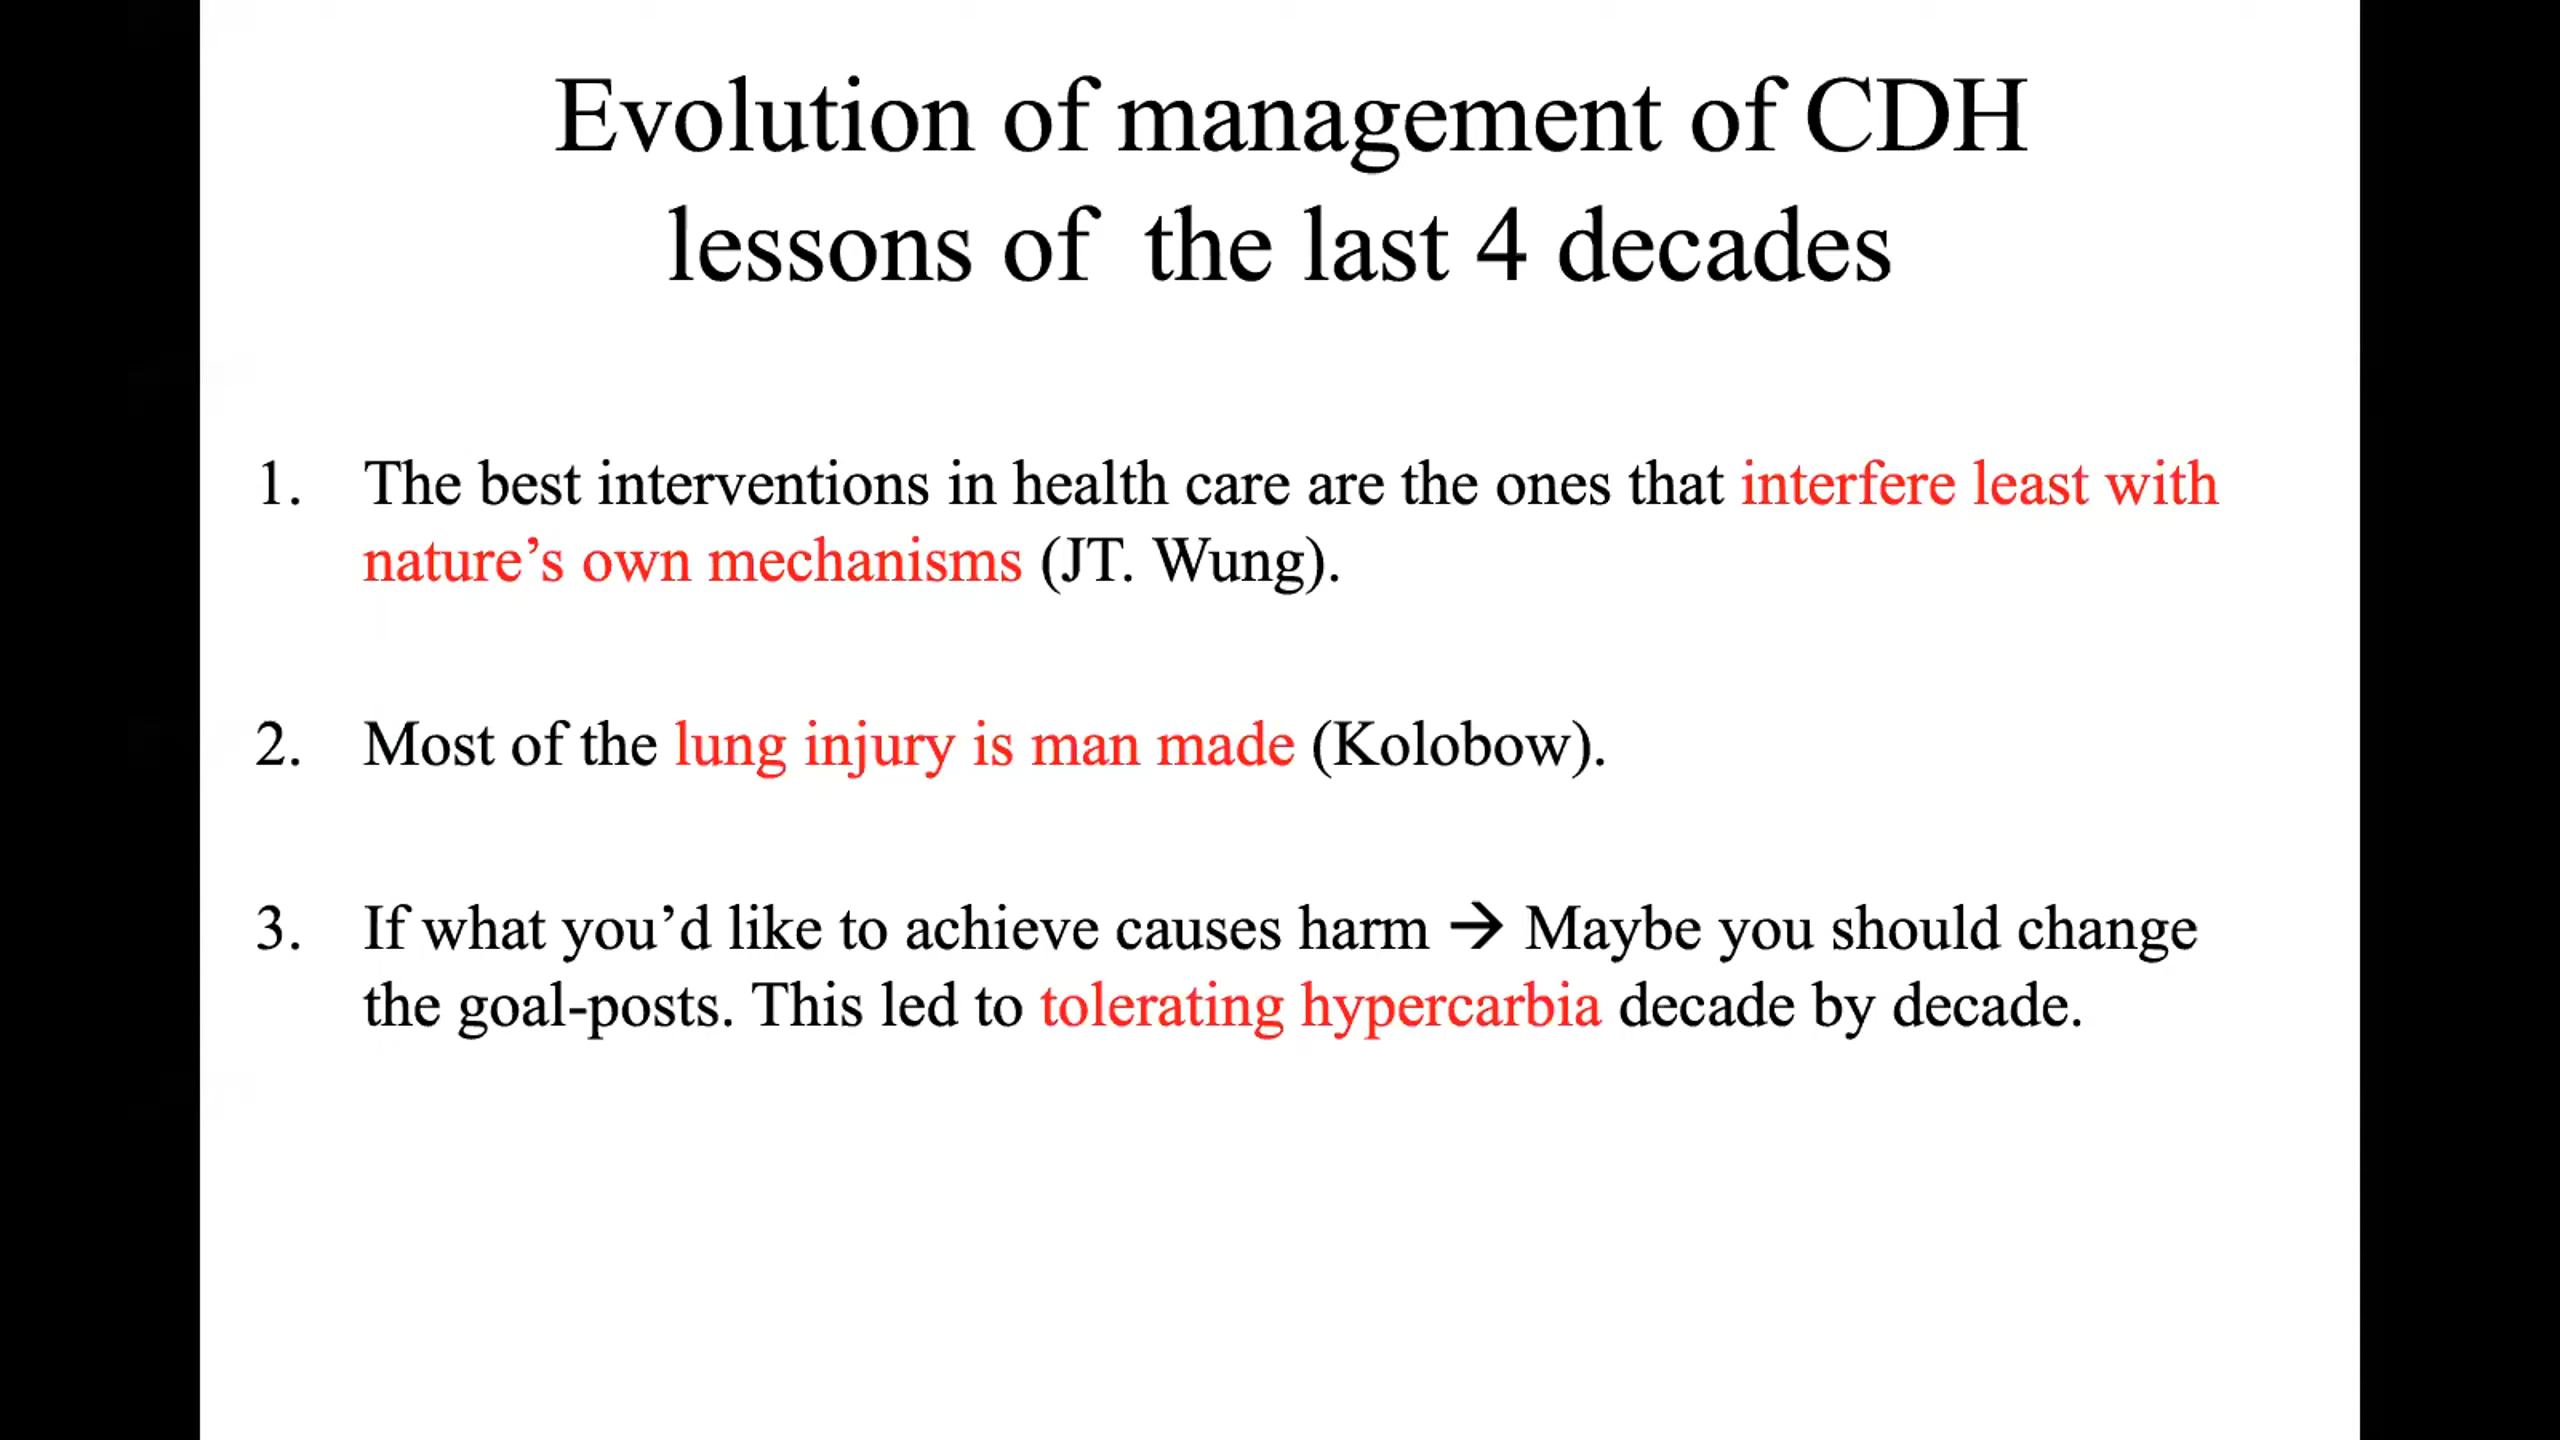 Evolution of management of CDH
lessons of the last 4 decades
1. The best interventions in health care are the ones that interfere least with
nature’s own mechanisms (JT. Wung).
2. Most of the lung injury is man made (Kolobow).
3. If what you’d like to achieve causes harm → Maybe you should change
the goal-posts. This led to tolerating hypercarbia decade by decade.